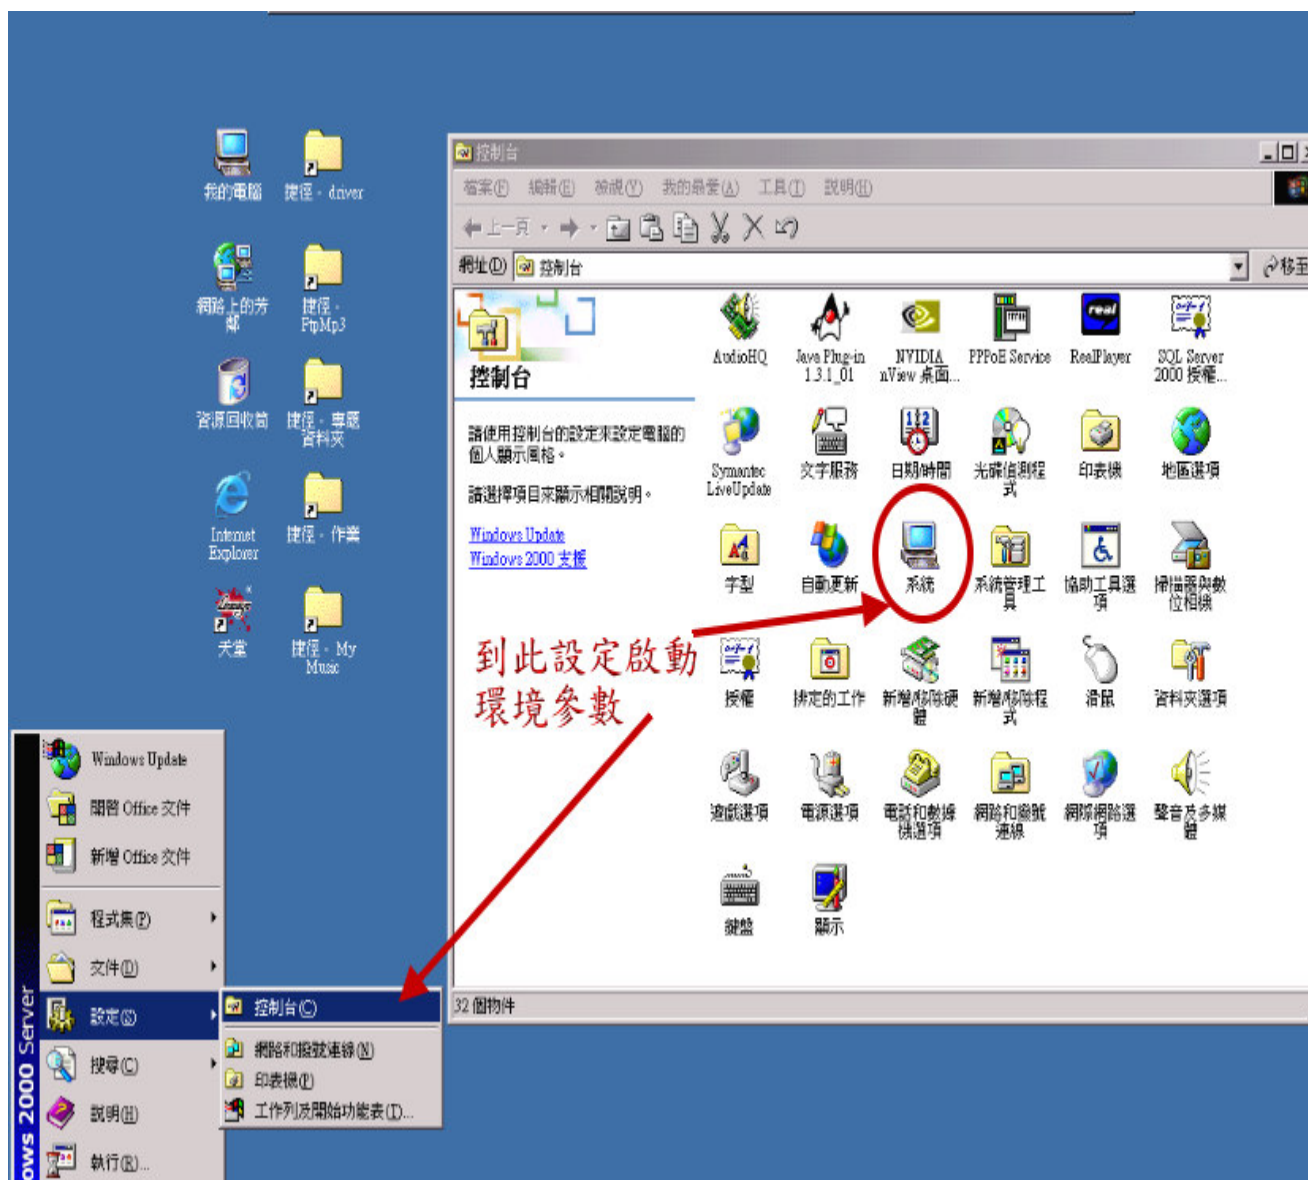 我的電腦
捷徑 - driver
網路上的芳
鄰
捷徑 -
FtpMp3
資源回收筒
捷徑 - 專題
資料夾
Internet
Explorer
捷徑 - 作業
天堂
捷徑 - My
Music
控制台
檔案(F) 編輯(E) 檢視(V) 我的最愛(A) 工具(T) 說明(H)
上一頁
網址(D) 控制台
移至
控制台
請使用控制台的設定來設定電腦的
個人顯示風格。
請選擇項目來顯示相關說明。
Windows Update
Windows 2000 支援
AudioHQ
Java Plug-in
1.3.1_01
NVIDIA
nView 桌面...
PPPoE Service
real
RealPlayer
SQL Server
2000 授權...
Symantec
LiveUpdate
文字服務
日期/時間
光碟偵測程
式
印表機
地區選項
字型
自動更新
系統
系統管理工
具
協助工具選
項
掃描器與數
位相機
到此設定啟動
環境參數
授權
排定的工作
新增/移除硬
體
新增/移除程
式
滑鼠
資料夾選項
遊戲選項
電源選項
電話和數據
機選項
網路和撥號
連線
網際網路選
項
聲音及多媒
體
鍵盤
顯示
32 個物件
Windows Update
開啟 Office 文件
新增 Office 文件
程式集(P)
文件(D)
設定(S)
搜尋(C)
說明(H)
執行(R)...
控制台(C)
網路和撥號連線(N)
印表機(P)
工作列及開始功能表(T)...
ows 2000 Server